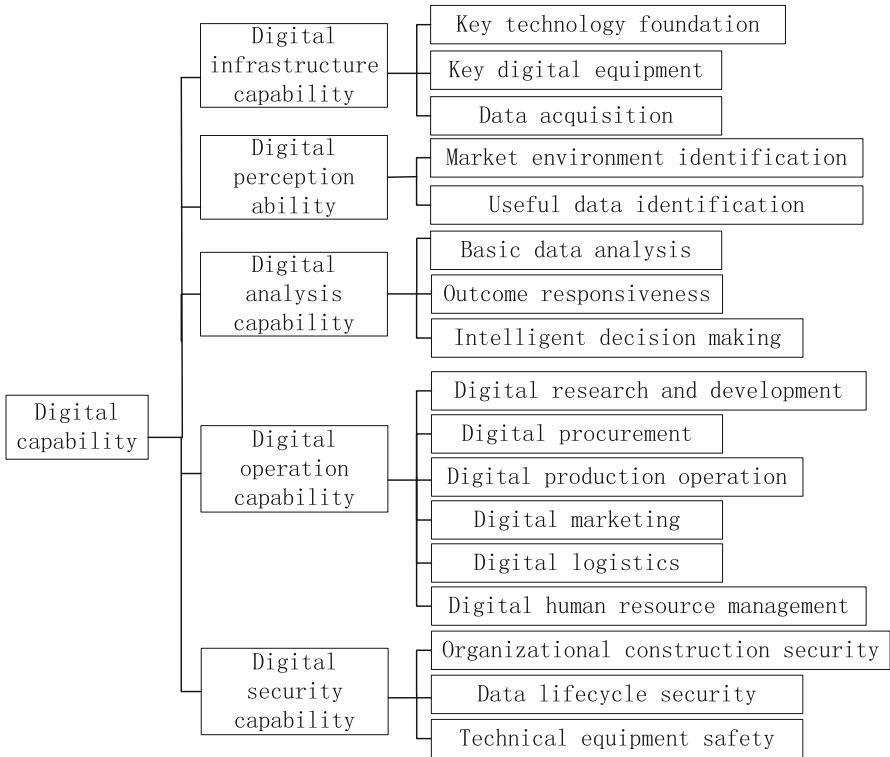 Digital
capability
Digital
infrastructure
capability
Key technology foundation
Key digital equipment
Data acquisition
Digital
perception
ability
Market environment identification
Useful data identification
Digital
analysis
capability
Basic data analysis
Outcome responsiveness
Intelligent decision making
Digital
operation
capability
Digital research and development
Digital procurement
Digital production operation
Digital marketing
Digital logistics
Digital human resource management
Digital
security
capability
Organizational construction security
Data lifecycle security
Technical equipment safety